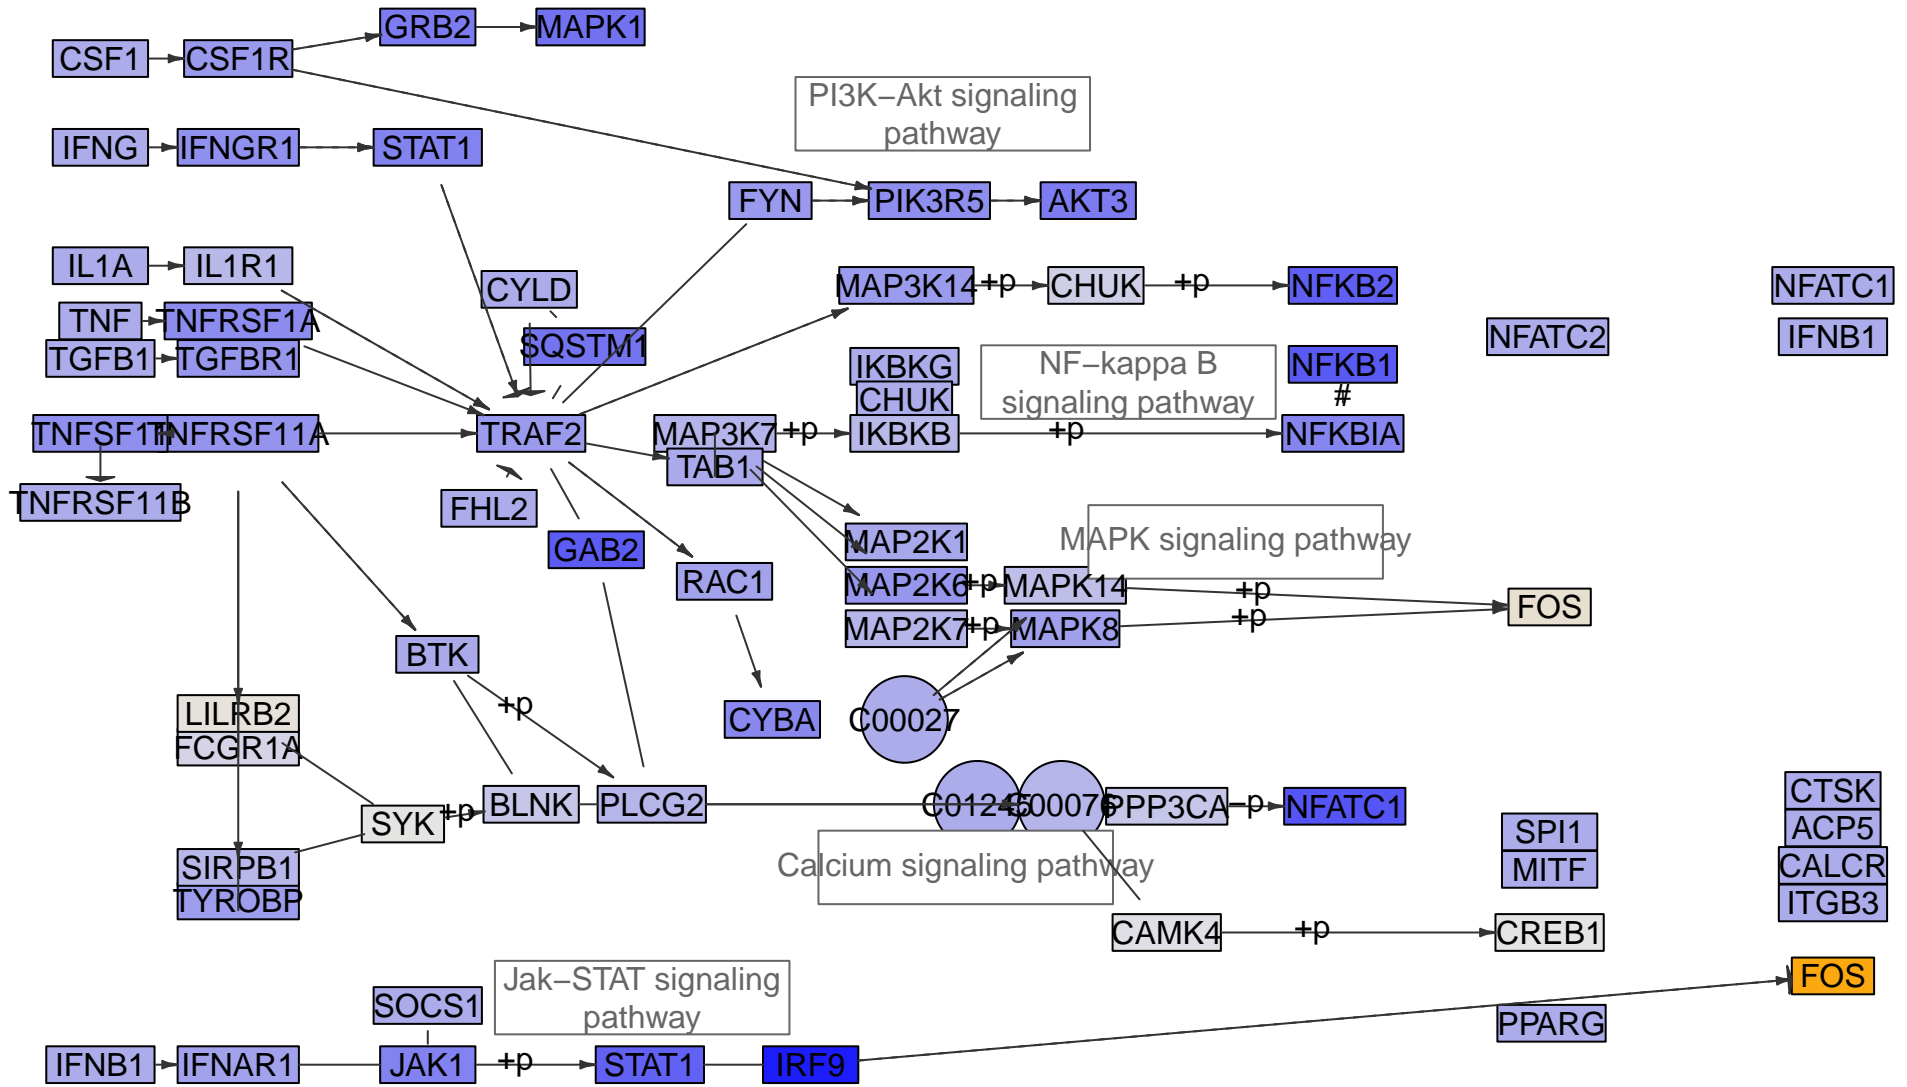 GRB2
MAPK1
CSF1
CSF1R
PI3K–Akt signaling
pathway
IFNG
IFNGR1
STAT1
FYN
PIK3R5
AKT3
IL1A
IL1R1
CYLD
MAP3K14
+p
CHUK
+p
NFKB2
NFATC1
TNF
TNFRSF1A
SQSTM1
NFATC2
IFNB1
TGFB1
TGFBR1
IKBKG
NF–kappa B
signaling pathway
NFKB1
#
CHUK
TNFRSF11A
TRAF2
MAP3K7
+p
IKBKB
+p
NFKBIA
TAB1
TNFRSF11B
FHL2
GAB2
MAP2K1
MAPK signaling pathway
RAC1
MAP2K6
+p
MAPK14
+p
FOS
MAP2K7
+p
MAPK8
+p
BTK
LILRB2
+p
CYBA
C00027
FCGR1A
CTSK
SYK
+p
BLNK
PLCG2
C00076
PPP3CA
–p
NFATC1
SPI1
ACP5
SIRPB1
Calcium signaling pathway
MITF
CALCR
TYROBP
ITGB3
CAMK4
+p
CREB1
SOCS1
Jak–STAT signaling
pathway
FOS
PPARG
IFNB1
IFNAR1
JAK1
+p
STAT1
IRF9